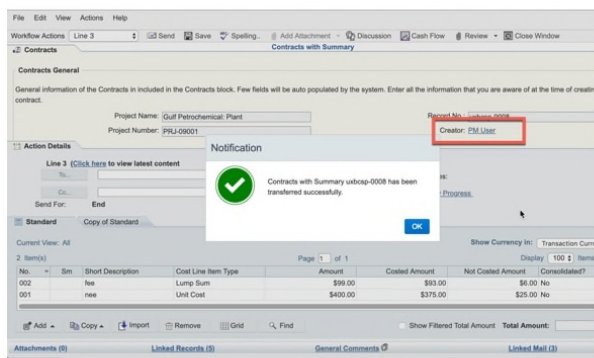 File Edit View Actions Help
Workflow Actions Line 3 Send Save Spelling.. Add Attachment Discussion Cash Flow Review Close Window
Contracts Contracts with Summary
Contracts General
General information of the Contracts in included in the Contracts block. Few fields will be auto populated by the system. Enter all the information that you are aware of at the time of creatin
contract.
Project Name: Gulf Petrochemical: Plant Record No.: uxbcsp-0008
Project Number: PRJ-09001 Creator: PM User
Action Details
Notification
Line 3 (Click here to view latest content
To...
Contracts with Summary uxbcsp-0008 has been
transferred successfully.
Cc... Progress.
Send For: End
OK
Standard Copy of Standard
Current View: All Show Currency in: Transaction Curr
2 Item(s) Page 1 of 1 Display 100 Items
No. Sm Short Description Cost Line Item Type Amount Costed Amount Not Costed Amount Consolidated?
002 fee Lump Sum $99.00 $93.00 $6.00 No
001 nee Unit Cost $400.00 $375.00 $25.00 No
Add Copy Import Remove Grid Find Show Filtered Total Amount Total Amount:
Attachments (0) Linked Records (5) General Comments Linked Mail (3)